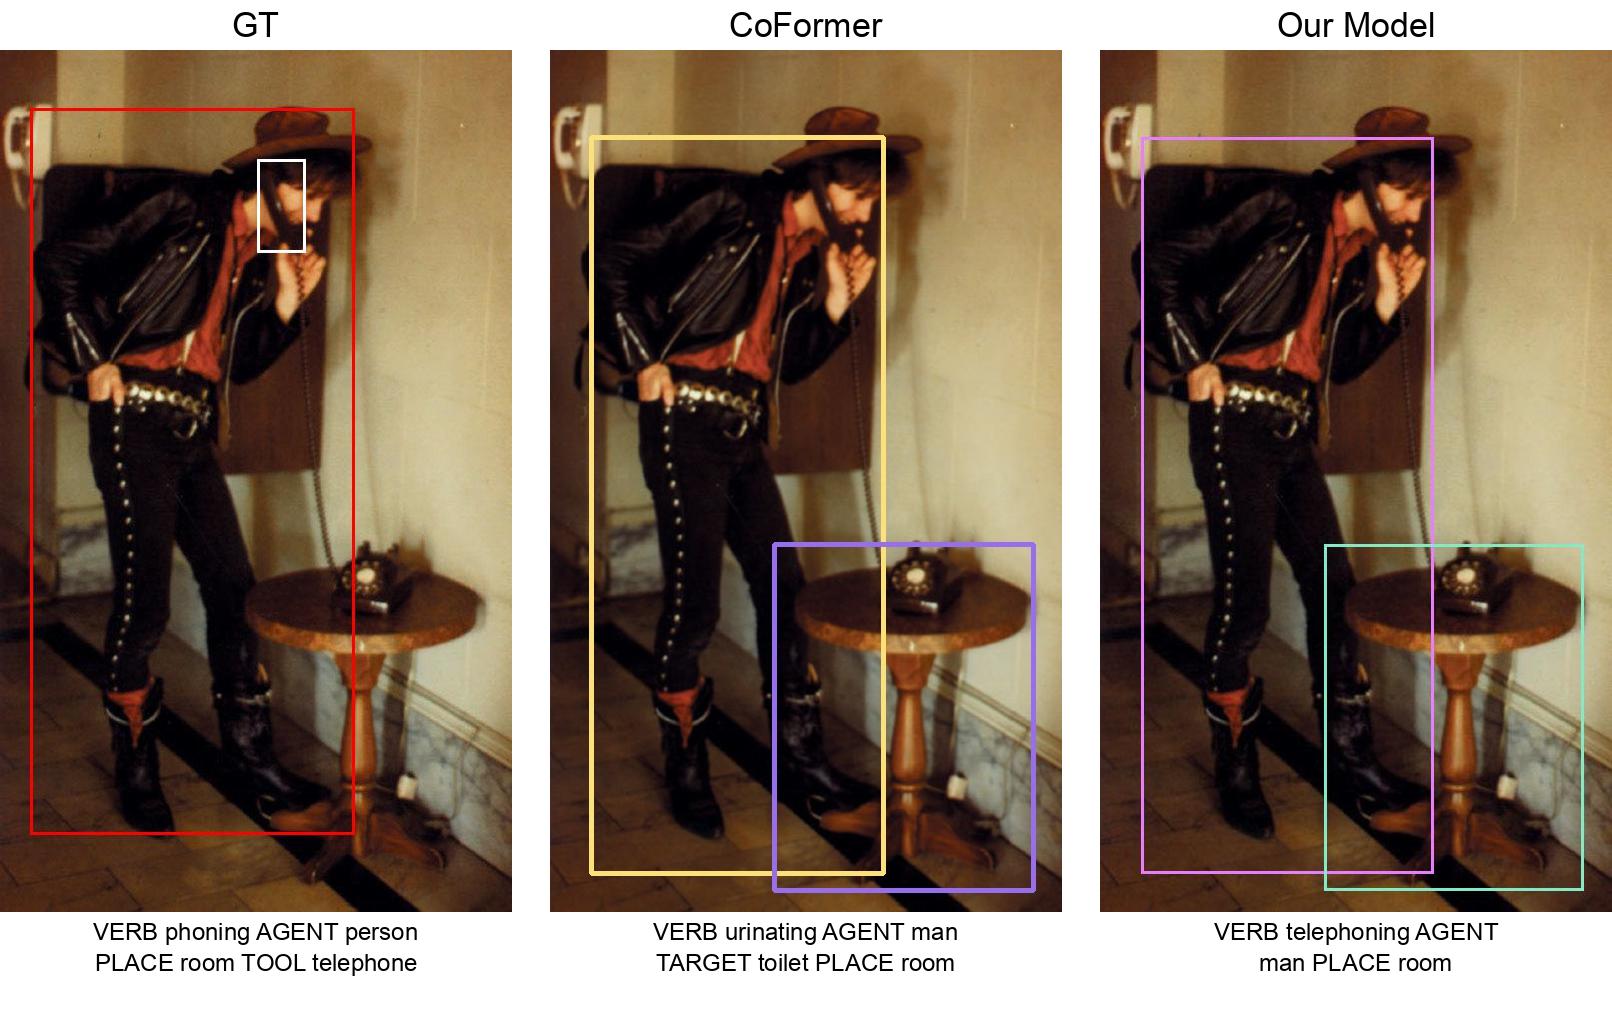 GT
CoFormer
Our Model
VERB phoning AGENT person
PLACE room TOOL telephone
VERB urinating AGENT man
TARGET toilet PLACE room
VERB telephoning AGENT
man PLACE room